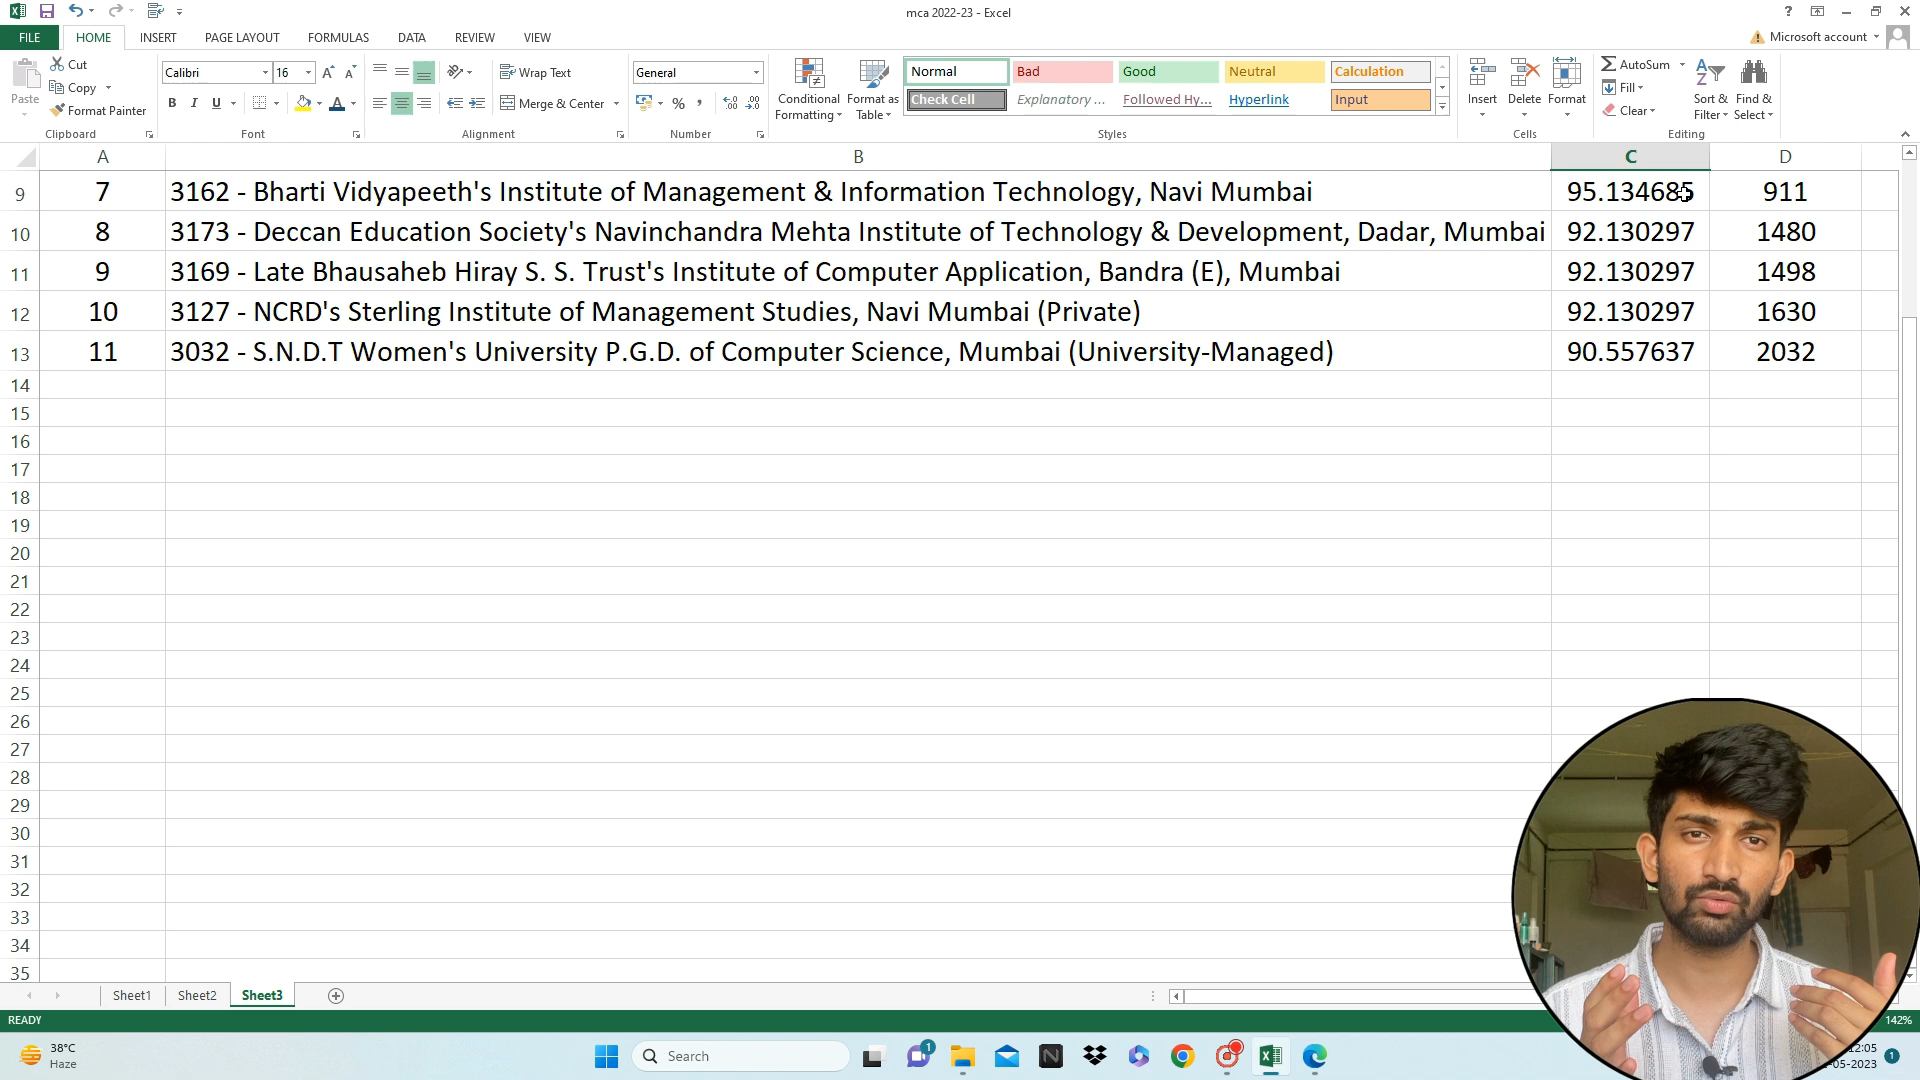 mca 2022-23 - Excel
FILE HOME INSERT PAGE LAYOUT FORMULAS DATA REVIEW VIEW Microsoft account
Paste Cut Copy Format Painter Clipboard
Calibri 16 B I U Font
Wrap Text Merge & Center Alignment
General % Number
Conditional Formatting Format as Table
Normal Bad Good Neutral Calculation
Check Cell Explanatory ... Followed Hy... Hyperlink Input
Styles
Insert Delete Format Cells
AutoSum Fill Clear Sort & Filter Find & Select Editing
A B C D
9 7 3162 - Bharti Vidyapeeth's Institute of Management & Information Technology, Navi Mumbai 95.134685 911
10 8 3173 - Deccan Education Society's Navinchandra Mehta Institute of Technology & Development, Dadar, Mumbai 92.130297 1480
11 9 3169 - Late Bhausaheb Hiray S. S. Trust's Institute of Computer Application, Bandra (E), Mumbai 92.130297 1498
12 10 3127 - NCRD's Sterling Institute of Management Studies, Navi Mumbai (Private) 92.130297 1630
13 11 3032 - S.N.D.T Women's University P.G.D. of Computer Science, Mumbai (University-Managed) 90.557637 2032
14
15
16
17
18
19
20
21
22
23
24
25
26
27
28
29
30
31
32
33
34
35
Sheet1 Sheet2 Sheet3
READY 142%
38°C
Haze
Search
1
12:05
-05-2023
1